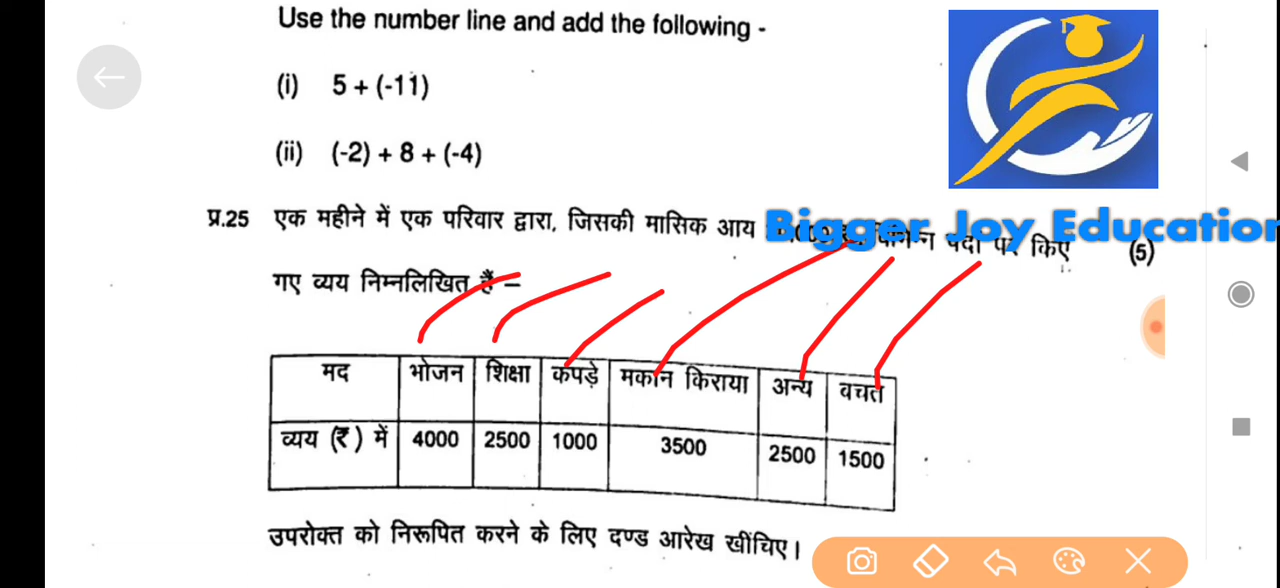 Use the number line and add the following -
(i) 5 + (-11)
(ii) (-2) + 8 + (-4)
प्र.25 एक महीने में एक परिवार द्वारा, जिसकी मासिक आय पर किए (5)
Bigger Joy Education
गए व्यय निम्नलिखित हैं –
मद भोजन शिक्षा कपड़े मकान किराया अन्य बचत
व्यय (₹) में 4000 2500 1000 3500 2500 1500
उपरोक्त को निरूपित करने के लिए दण्ड आरेख खींचिए।